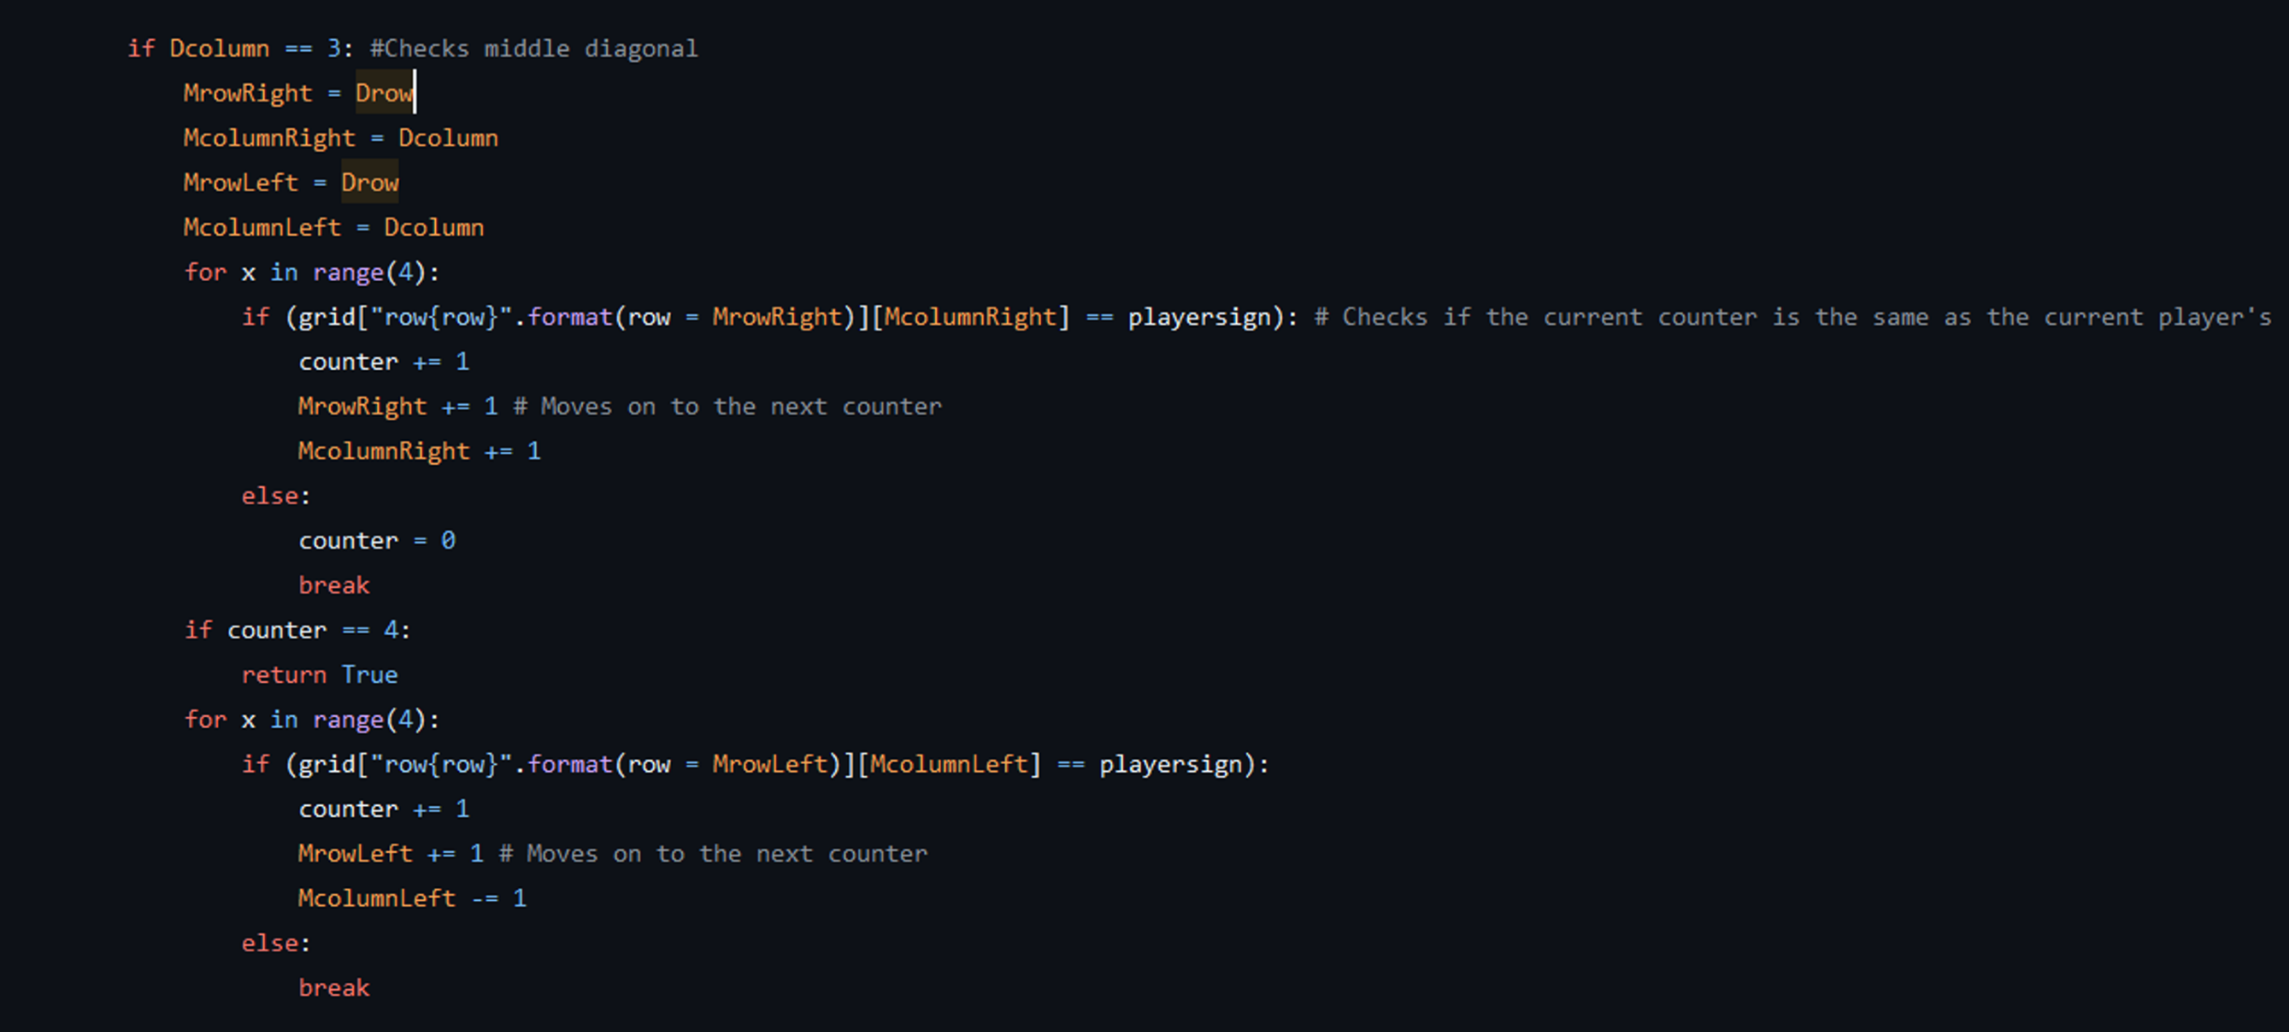 if Dcolumn == 3: #Checks middle diagonal
MrowRight = Drow
McolumnRight = Dcolumn
MrowLeft = Drow
McolumnLeft = Dcolumn
for x in range(4):
if (grid["row{row}".format(row = MrowRight)][McolumnRight] == playersign): # Checks if the current counter is the same as the current player's
counter += 1
MrowRight += 1 # Moves on to the next counter
McolumnRight += 1
else:
counter = 0
break
if counter == 4:
return True
for x in range(4):
if (grid["row{row}".format(row = MrowLeft)][McolumnLeft] == playersign):
counter += 1
MrowLeft += 1 # Moves on to the next counter
McolumnLeft -= 1
else:
break